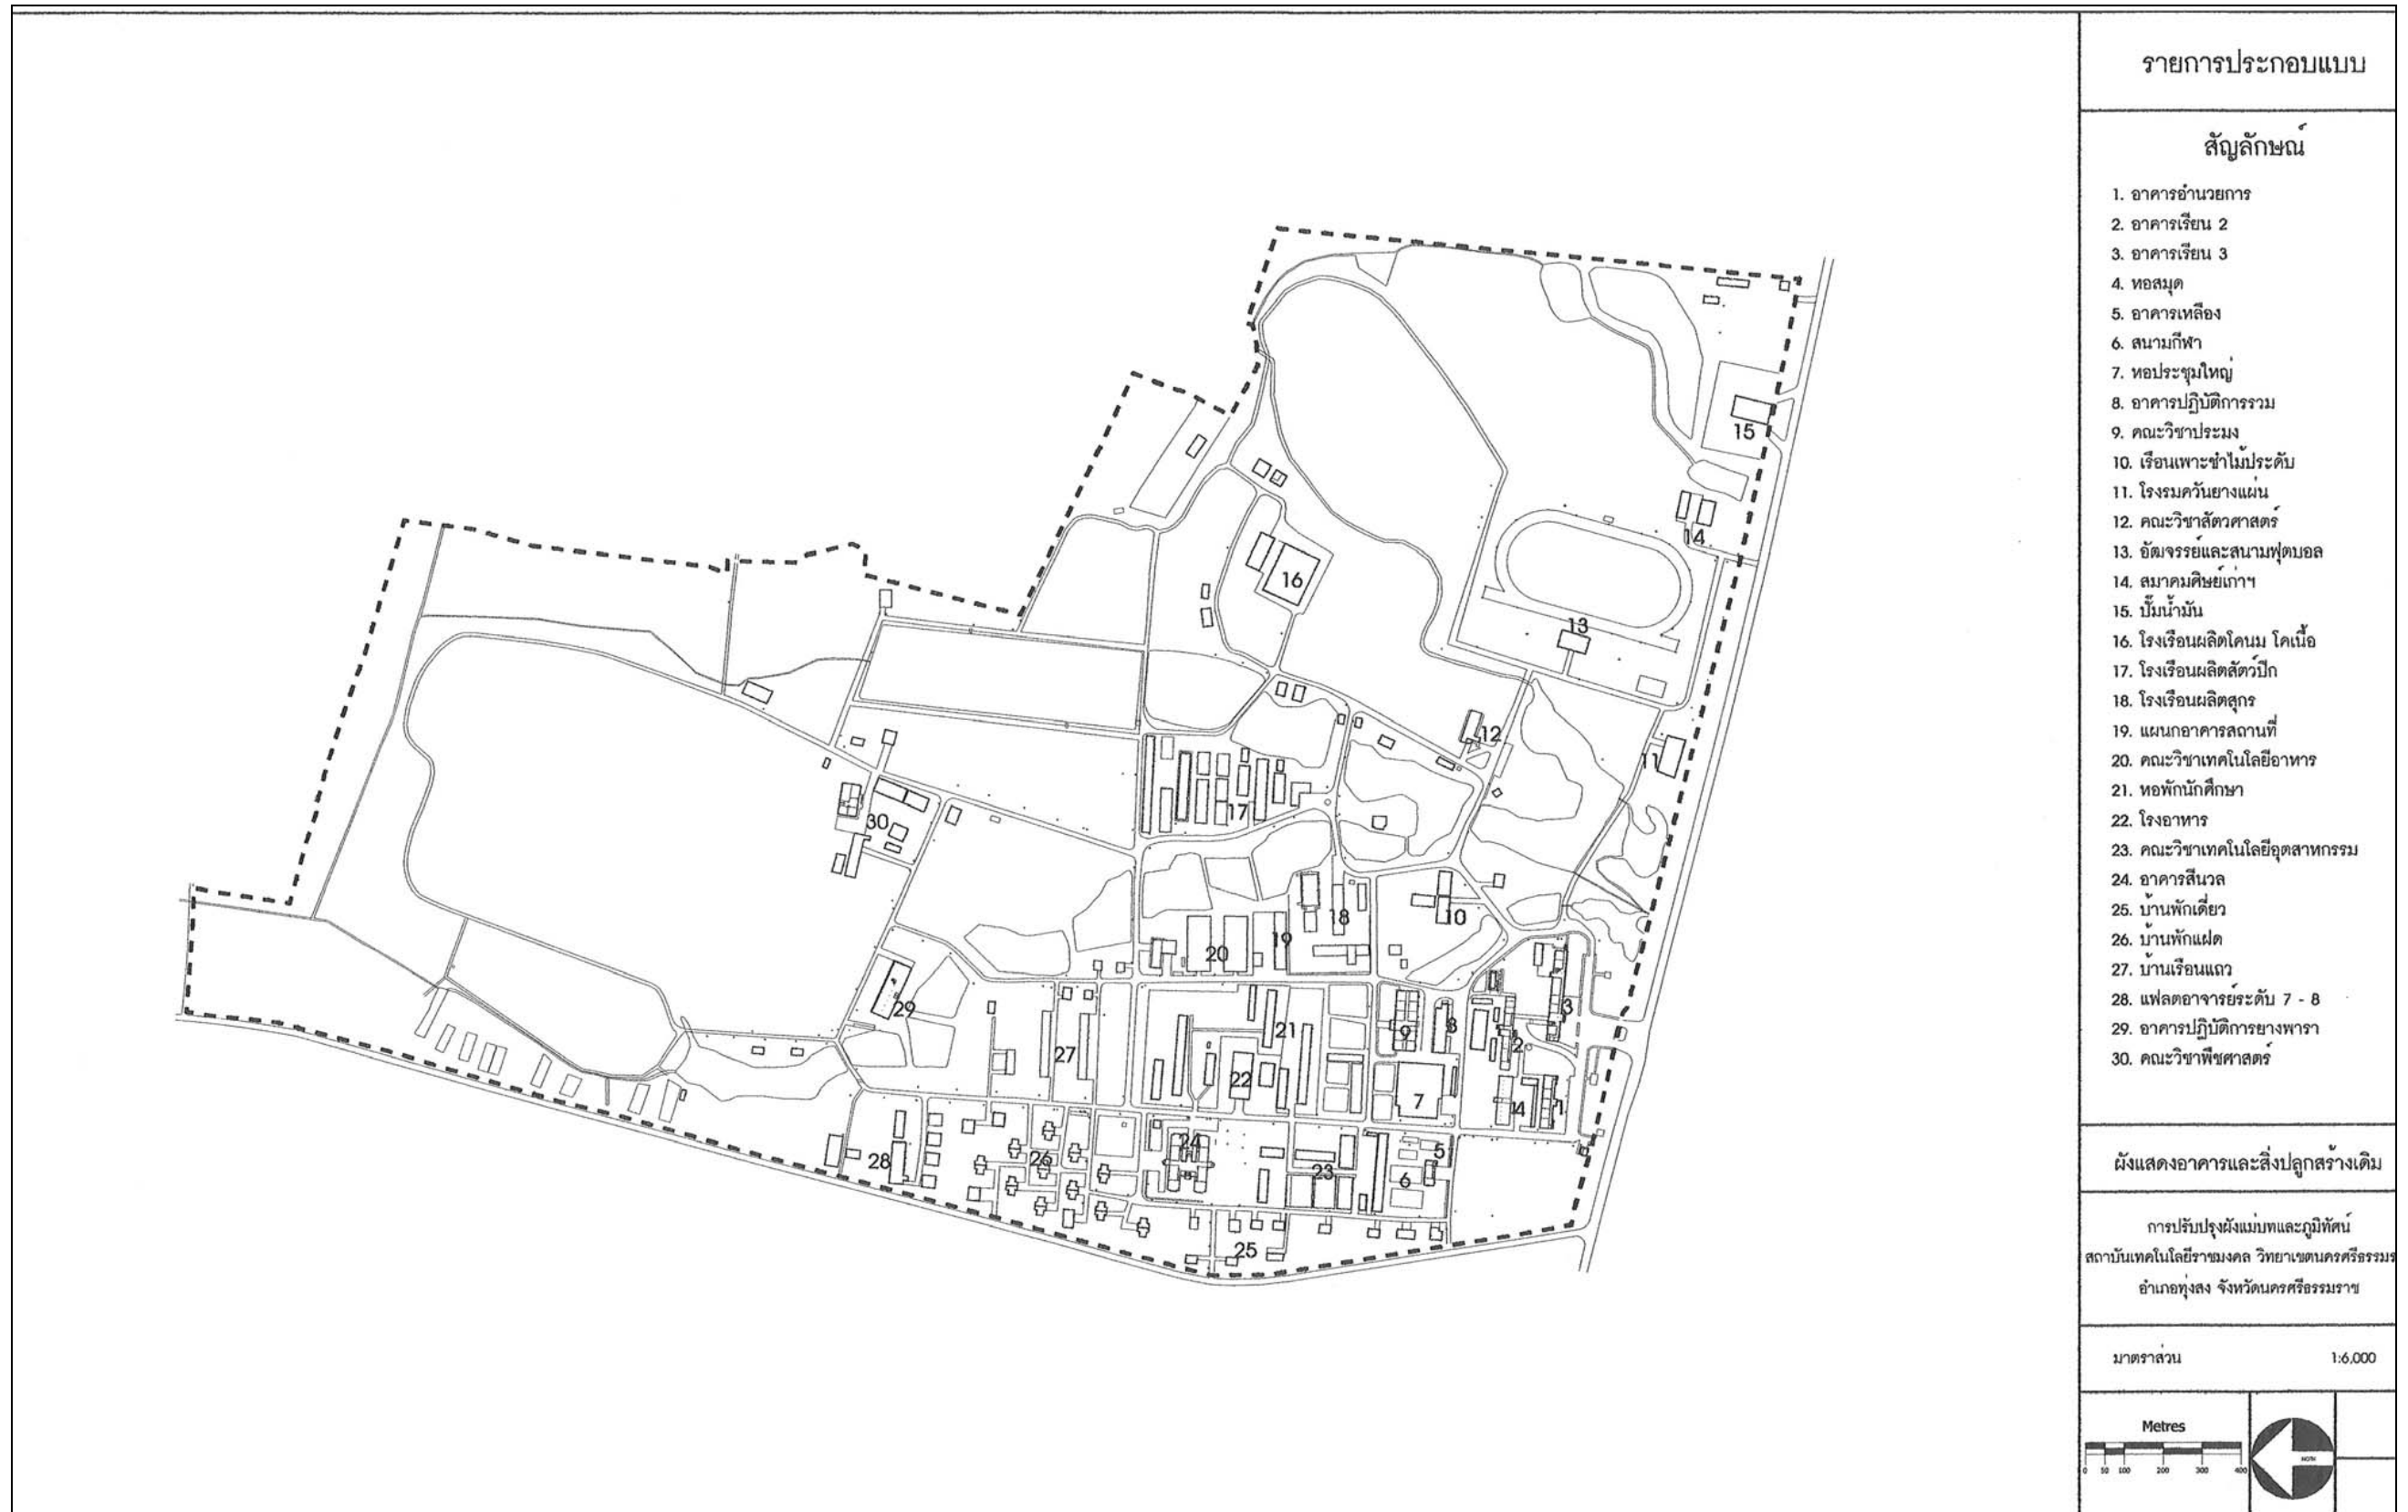 รายการประกอบแบบ
สัญลักษณ์
1. อาคารอำนวยการ
2. อาคารเรียน 2
3. อาคารเรียน 3
4. หอสมุด
5. อาคารเหลือง
6. สนามกีฬา
7. หอประชุมใหญ่
8. อาคารปฏิบัติการรวม
9. คณะวิชาประมง
10. เรือนเพาะชำไม้ประดับ
11. โรงรมควันยางแผ่น
12. คณะวิชาสัตวศาสตร์
13. อัฒจรรย์และสนามฟุตบอล
14. สมาคมศิษย์เก่าฯ
15. ปั๊มน้ำมัน
16. โรงเรือนผลิตโคนม โคเนื้อ
17. โรงเรือนผลิตสัตว์ปีก
18. โรงเรือนผลิตสุกร
19. แผนกอาคารสถานที่
20. คณะวิชาเทคโนโลยีอาหาร
21. หอพักนักศึกษา
22. โรงอาหาร
23. คณะวิชาเทคโนโลยีอุตสาหกรรม
24. อาคารสีนวล
25. บ้านพักเดี่ยว
26. บ้านพักแฝด
27. บ้านเรือนแถว
28. แฟลตอาจารย์ระดับ 7 - 8
29. อาคารปฏิบัติการยางพารา
30. คณะวิชาพืชศาสตร์
ผังแสดงอาคารและสิ่งปลูกสร้างเดิม
การปรับปรุงผังแม่บทและภูมิทัศน์
สถาบันเทคโนโลยีราชมงคล วิทยาเขตนครศรีธรรมร
อำเภอทุ่งสง จังหวัดนครศรีธรรมราช
มาตราส่วน 1:6,000
Metres
0 50 100 200 300 400
15
14
16
13
12
11
17
30
18
10
19
20
29
3
21
9
8
2
27
22
7
4
1
24
5
28
26
23
6
25